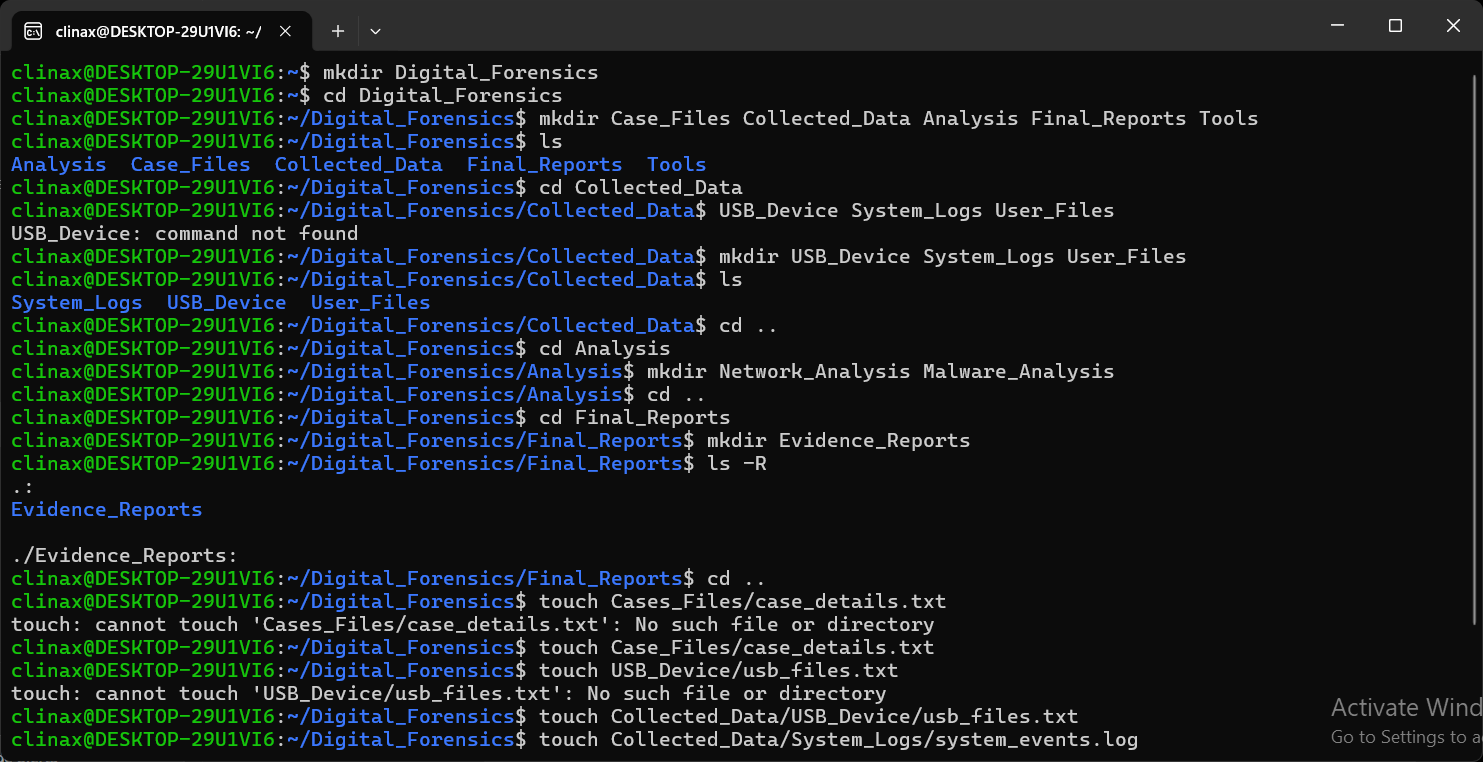 clinax@DESKTOP-29U1VI6: ~/
clinax@DESKTOP-29U1VI6:~$ mkdir Digital_Forensics
clinax@DESKTOP-29U1VI6:~$ cd Digital_Forensics
clinax@DESKTOP-29U1VI6:~/Digital_Forensics$ mkdir Case_Files Collected_Data Analysis Final_Reports Tools
clinax@DESKTOP-29U1VI6:~/Digital_Forensics$ ls
Analysis  Case_Files  Collected_Data  Final_Reports  Tools
clinax@DESKTOP-29U1VI6:~/Digital_Forensics$ cd Collected_Data
clinax@DESKTOP-29U1VI6:~/Digital_Forensics/Collected_Data$ USB_Device System_Logs User_Files
USB_Device: command not found
clinax@DESKTOP-29U1VI6:~/Digital_Forensics/Collected_Data$ mkdir USB_Device System_Logs User_Files
clinax@DESKTOP-29U1VI6:~/Digital_Forensics/Collected_Data$ ls
System_Logs  USB_Device  User_Files
clinax@DESKTOP-29U1VI6:~/Digital_Forensics/Collected_Data$ cd ..
clinax@DESKTOP-29U1VI6:~/Digital_Forensics$ cd Analysis
clinax@DESKTOP-29U1VI6:~/Digital_Forensics/Analysis$ mkdir Network_Analysis Malware_Analysis
clinax@DESKTOP-29U1VI6:~/Digital_Forensics/Analysis$ cd ..
clinax@DESKTOP-29U1VI6:~/Digital_Forensics$ cd Final_Reports
clinax@DESKTOP-29U1VI6:~/Digital_Forensics/Final_Reports$ mkdir Evidence_Reports
clinax@DESKTOP-29U1VI6:~/Digital_Forensics/Final_Reports$ ls -R
.:
Evidence_Reports

./Evidence_Reports:
clinax@DESKTOP-29U1VI6:~/Digital_Forensics/Final_Reports$ cd ..
clinax@DESKTOP-29U1VI6:~/Digital_Forensics$ touch Cases_Files/case_details.txt
touch: cannot touch 'Cases_Files/case_details.txt': No such file or directory
clinax@DESKTOP-29U1VI6:~/Digital_Forensics$ touch Case_Files/case_details.txt
clinax@DESKTOP-29U1VI6:~/Digital_Forensics$ touch USB_Device/usb_files.txt
touch: cannot touch 'USB_Device/usb_files.txt': No such file or directory
clinax@DESKTOP-29U1VI6:~/Digital_Forensics$ touch Collected_Data/USB_Device/usb_files.txt
clinax@DESKTOP-29U1VI6:~/Digital_Forensics$ touch Collected_Data/System_Logs/system_events.log
Activate Wind
Go to Settings to a